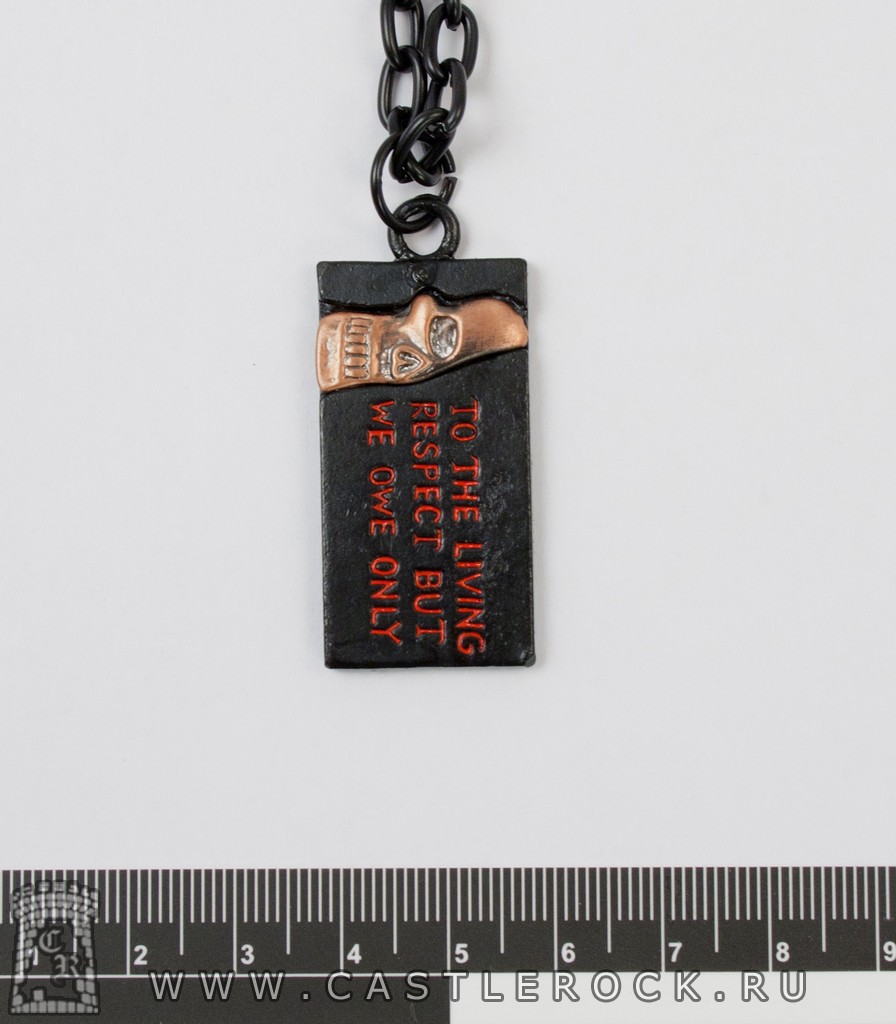 TO THE LIVING
RESPECT BUT
WE OWE ONLY
1 2 3 4 5 6 7 8 9
CR
WWW.CASTLEROCK.RU